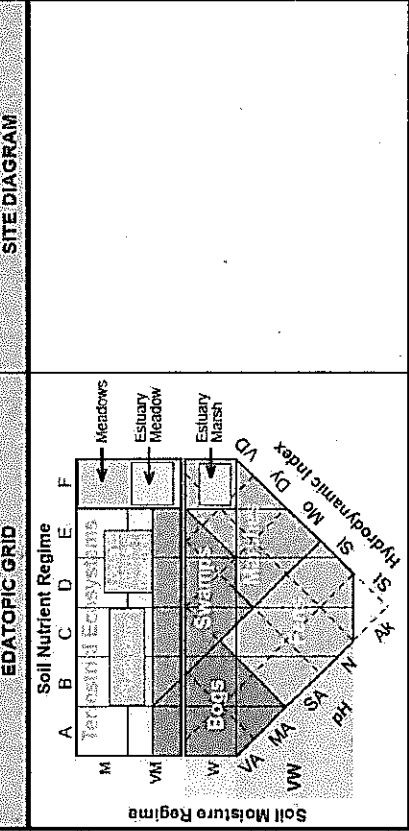 EDATOPIC GRID
SITE DIAGRAM
Soil Nutrient Regime
A B C D E F
Soil Moisture Regime
M
VM
W
VW
Terrestrial Ecosystems
Meadows
Estuary
Meadow
Estuary
Marsh
Bogs
Swamps
VA
MA
SA
N
Ak
pH
St
Sl
Mo
Dy
VD
Hydrodynamic Index